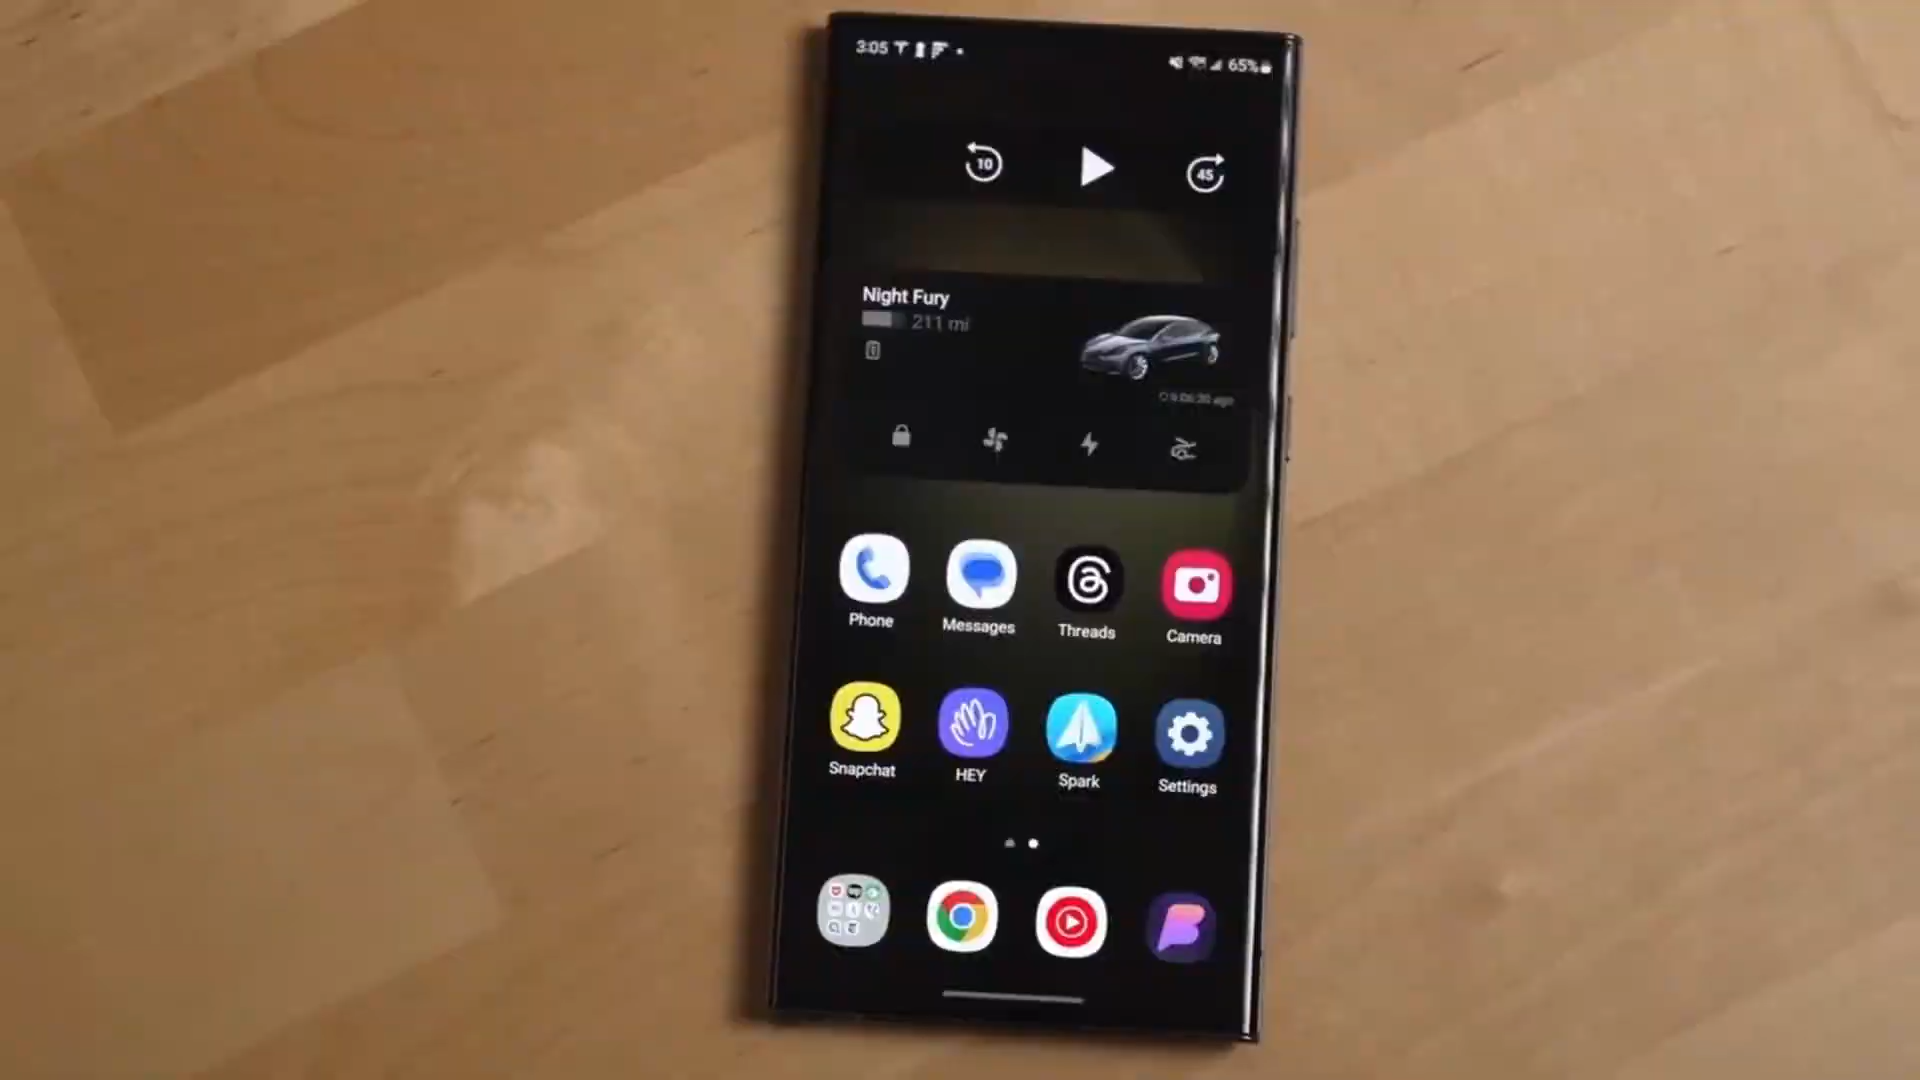 3:05
65%
10
45
Night Fury
211 mi
Phone
Messages
Threads
Camera
Snapchat
HEY
Spark
Settings